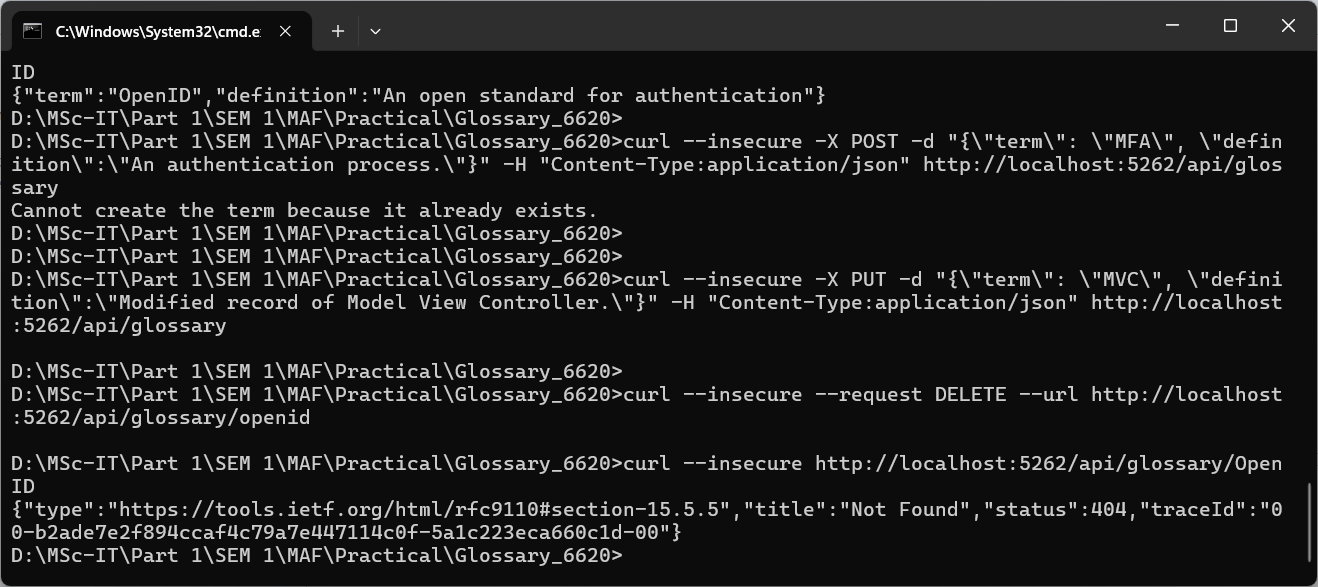 C:\Windows\System32\cmd.e
ID
{"term":"OpenID","definition":"An open standard for authentication"}
D:\MSc-IT\Part 1\SEM 1\MAF\Practical\Glossary_6620>
D:\MSc-IT\Part 1\SEM 1\MAF\Practical\Glossary_6620>curl --insecure -X POST -d "{\"term\": \"MFA\", \"defin
ition\":\"An authentication process.\"}" -H "Content-Type:application/json" http://localhost:5262/api/glos
sary
Cannot create the term because it already exists.
D:\MSc-IT\Part 1\SEM 1\MAF\Practical\Glossary_6620>
D:\MSc-IT\Part 1\SEM 1\MAF\Practical\Glossary_6620>
D:\MSc-IT\Part 1\SEM 1\MAF\Practical\Glossary_6620>curl --insecure -X PUT -d "{\"term\": \"MVC\", \"defini
tion\":\"Modified record of Model View Controller.\"}" -H "Content-Type:application/json" http://localhost
:5262/api/glossary
D:\MSc-IT\Part 1\SEM 1\MAF\Practical\Glossary_6620>
D:\MSc-IT\Part 1\SEM 1\MAF\Practical\Glossary_6620>curl --insecure --request DELETE --url http://localhost
:5262/api/glossary/openid
D:\MSc-IT\Part 1\SEM 1\MAF\Practical\Glossary_6620>curl --insecure http://localhost:5262/api/glossary/Open
ID
{"type":"https://tools.ietf.org/html/rfc9110#section-15.5.5","title":"Not Found","status":404,"traceId":"0
0-b2ade7e2f894ccaf4c79a7e447114c0f-5a1c223eca660c1d-00"}
D:\MSc-IT\Part 1\SEM 1\MAF\Practical\Glossary_6620>